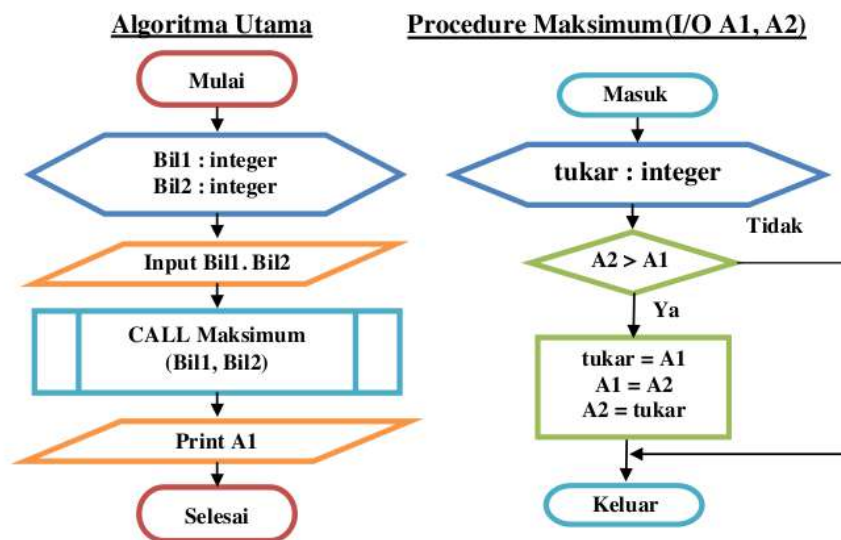 Algoritma Utama
Mulai
Bil1 : integer
Bil2 : integer
Input Bil1. Bil2
CALL Maksimum
(Bil1, Bil2)
Print A1
Selesai
Procedure Maksimum(I/O A1, A2)
Masuk
tukar : integer
Tidak
A2 > A1
Ya
tukar = A1
A1 = A2
A2 = tukar
Keluar